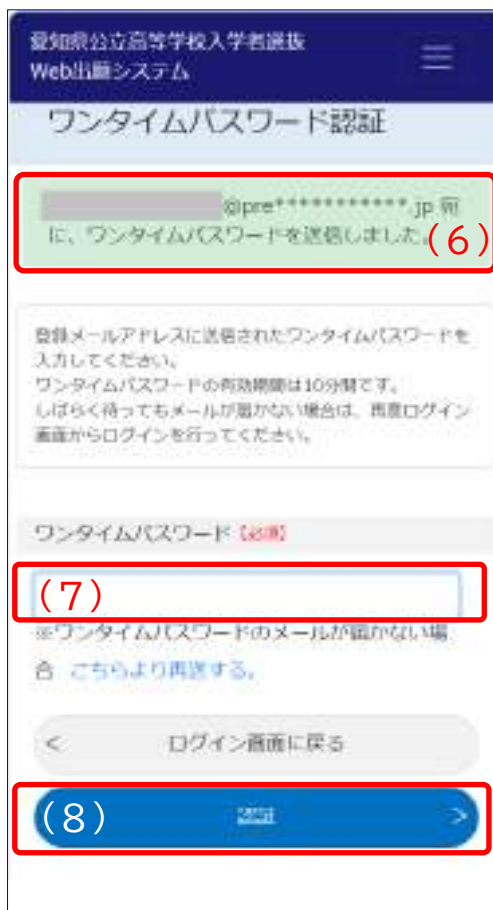 愛知県公立高等学校入学者選抜
Web出願システム
ワンタイムパスワード認証
@pre***********.jp 宛
に、ワンタイムパスワードを送信しました。
(6)
登録メールアドレスに送信されたワンタイムパスワードを
入力してください。
ワンタイムパスワードの有効期間は10分間です。
しばらく待ってもメールが届かない場合は、再度ログイン
画面からログインを行ってください。
ワンタイムパスワード【必須】
(7)
※ワンタイムパスワードのメールが届かない場
合 こちらより再送する。
< ログイン画面に戻る
(8) 認証 >